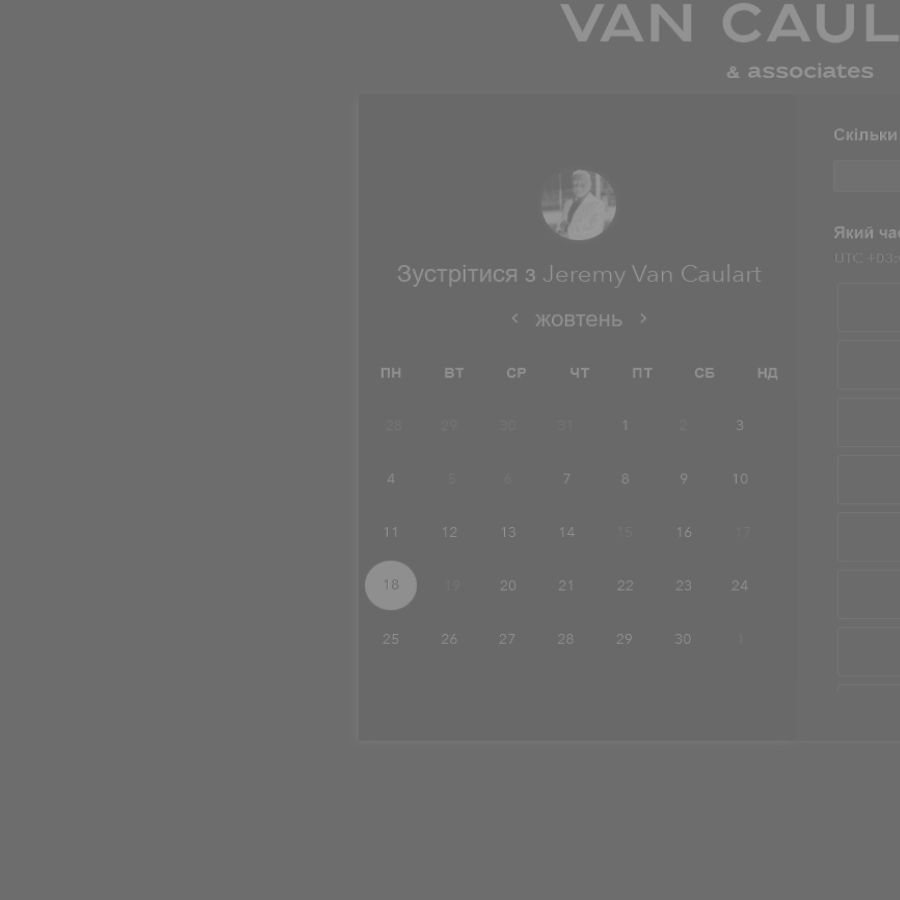 VAN CAUL
& associates
Скільки
Який час
UTC +03:
Зустрітися з Jeremy Van Caulart
жовтень
ПН ВТ СР ЧТ ПТ СБ НД
28 29 30 31 1 2 3
4 5 6 7 8 9 10
11 12 13 14 15 16 17
18 19 20 21 22 23 24
25 26 27 28 29 30 1